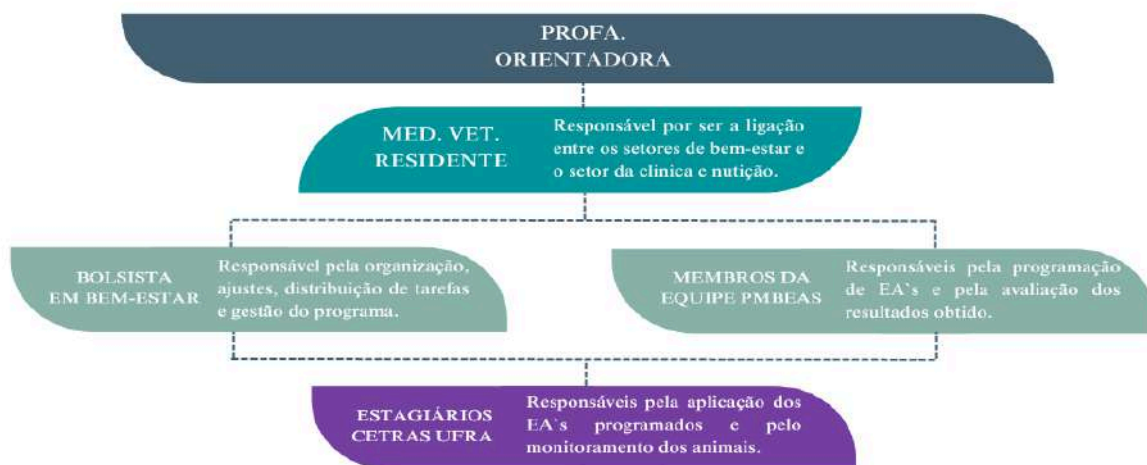 PROFA.
ORIENTADORA
MED. VET.
RESIDENTE
Responsável por ser a ligação
entre os setores de bem-estar e
o setor da clinica e nutição.
BOLSISTA
EM BEM-ESTAR
Responsável pela organização,
ajustes, distribuição de tarefas
e gestão do programa.
MEMBROS DA
EQUIPE PMBEAS
Responsáveis pela programação
de EA`s e pela avaliação dos
resultados obtido.
ESTAGIÁRIOS
CETRAS UFRA
Responsáveis pela aplicação dos
EA`s programados e pelo
monitoramento dos animais.